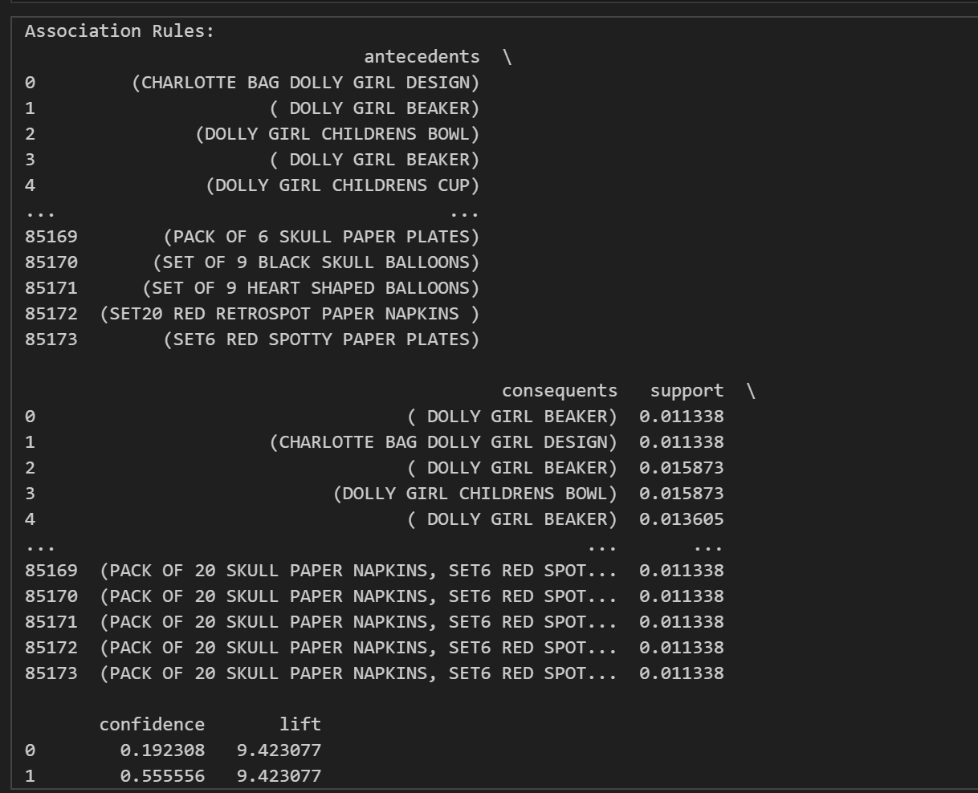 Association Rules:
antecedents \
0 (CHARLOTTE BAG DOLLY GIRL DESIGN)
1 ( DOLLY GIRL BEAKER)
2 (DOLLY GIRL CHILDRENS BOWL)
3 ( DOLLY GIRL BEAKER)
4 (DOLLY GIRL CHILDRENS CUP)
... ...
85169 (PACK OF 6 SKULL PAPER PLATES)
85170 (SET OF 9 BLACK SKULL BALLOONS)
85171 (SET OF 9 HEART SHAPED BALLOONS)
85172 (SET20 RED RETROSPOT PAPER NAPKINS )
85173 (SET6 RED SPOTTY PAPER PLATES)
consequents support \
0 ( DOLLY GIRL BEAKER) 0.011338
1 (CHARLOTTE BAG DOLLY GIRL DESIGN) 0.011338
2 ( DOLLY GIRL BEAKER) 0.015873
3 (DOLLY GIRL CHILDRENS BOWL) 0.015873
4 ( DOLLY GIRL BEAKER) 0.013605
... ... ...
85169 (PACK OF 20 SKULL PAPER NAPKINS, SET6 RED SPOT... 0.011338
85170 (PACK OF 20 SKULL PAPER NAPKINS, SET6 RED SPOT... 0.011338
85171 (PACK OF 20 SKULL PAPER NAPKINS, SET6 RED SPOT... 0.011338
85172 (PACK OF 20 SKULL PAPER NAPKINS, SET6 RED SPOT... 0.011338
85173 (PACK OF 20 SKULL PAPER NAPKINS, SET6 RED SPOT... 0.011338
confidence lift
0 0.192308 9.423077
1 0.555556 9.423077